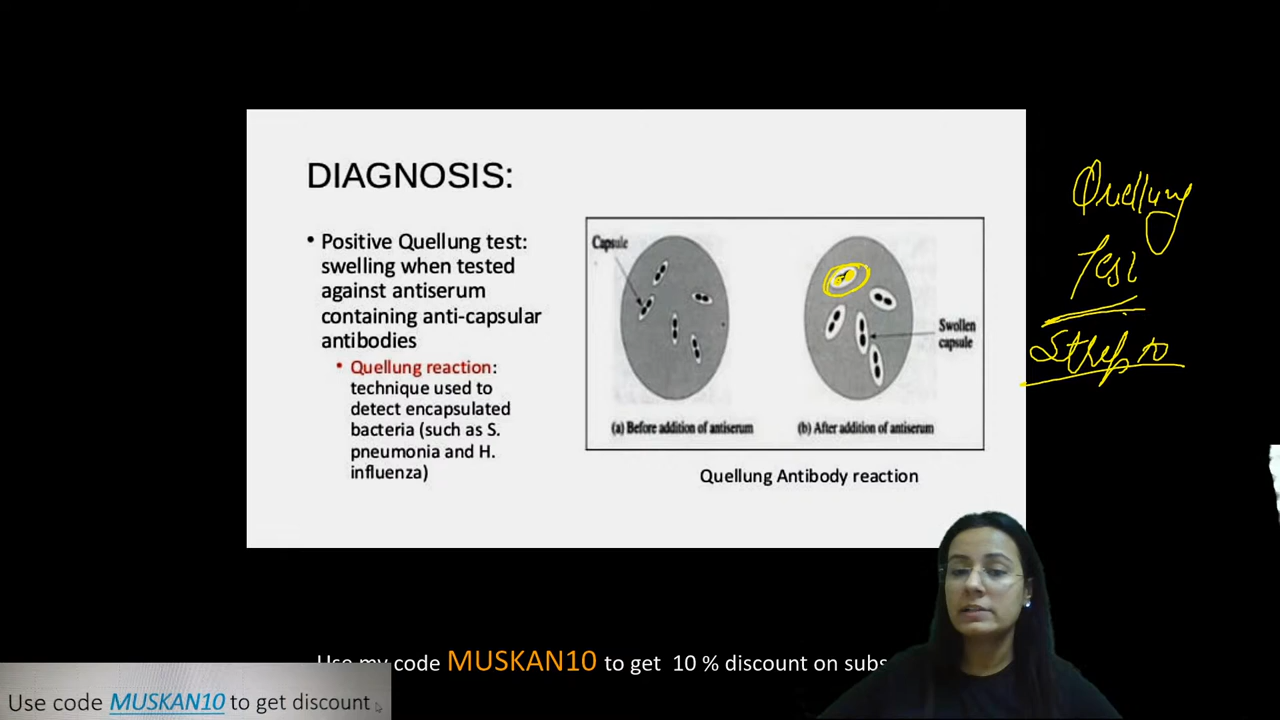 DIAGNOSIS:
• Positive Quellung test:
swelling when tested
against antiserum
containing anti-capsular
antibodies
• Quellung reaction:
technique used to
detect encapsulated
bacteria (such as S.
pneumonia and H.
influenza)
Capsule
Swollen
capsule
(a) Before addition of antiserum
(b) After addition of antiserum
Quellung Antibody reaction
Quellung
Test
Strepto
Use my code MUSKAN10 to get 10 % discount on subs
Use code MUSKAN10 to get discount